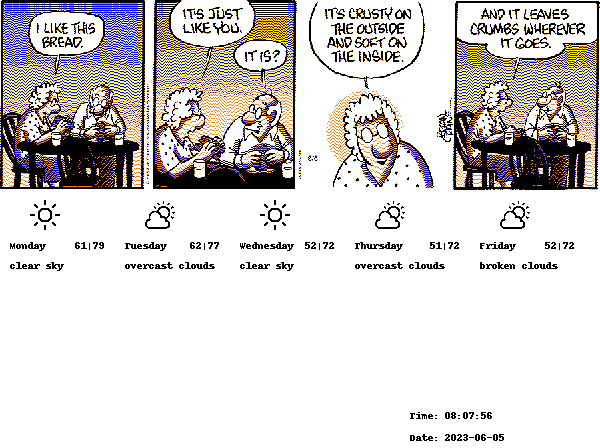 I LIKE THIS
BREAD.
IT'S JUST
LIKE YOU.
IT IS?
IT'S CRUSTY ON
THE OUTSIDE
AND SOFT ON
THE INSIDE.
AND IT LEAVES
CRUMBS WHEREVER
IT GOES.
Monday 61|79
clear sky
Tuesday 62|77
overcast clouds
Wednesday 52|72
clear sky
Thursday 51|72
overcast clouds
Friday 52|72
broken clouds
Time: 08:07:56
Date: 2023-06-05